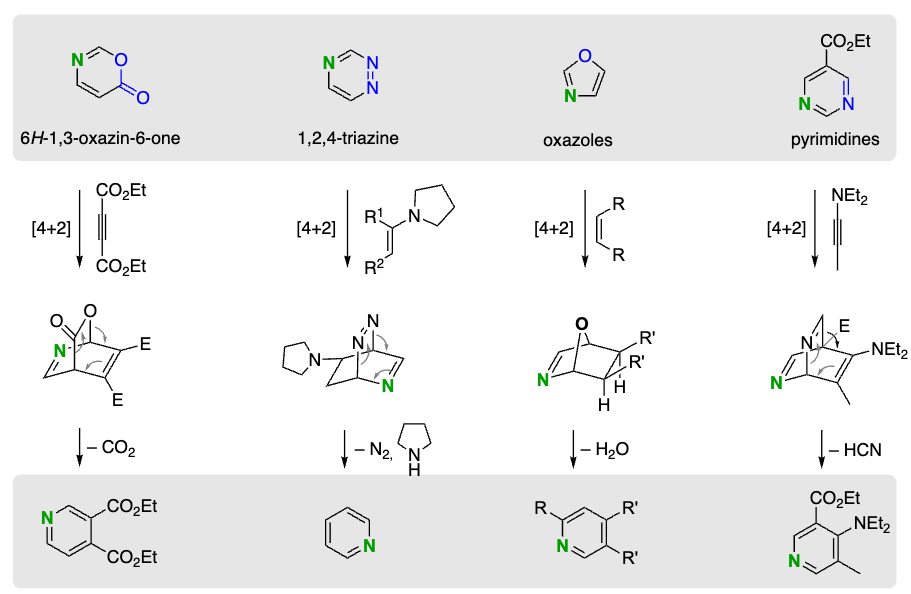 N
O
O
N
N
N
O
N
CO2Et
N
N
6H-1,3-oxazin-6-one
1,2,4-triazine
oxazoles
pyrimidines
[4+2]
CO2Et
CO2Et
[4+2]
R1
N
R2
[4+2]
R
R
[4+2]
NEt2
O
O
N
E
E
N
N
N
N
O
N
R'
R'
H
H
E
N
N
NEt2
– CO2
– N2,
N
H
– H2O
– HCN
N
CO2Et
CO2Et
N
R
R'
N
R'
CO2Et
NEt2
N